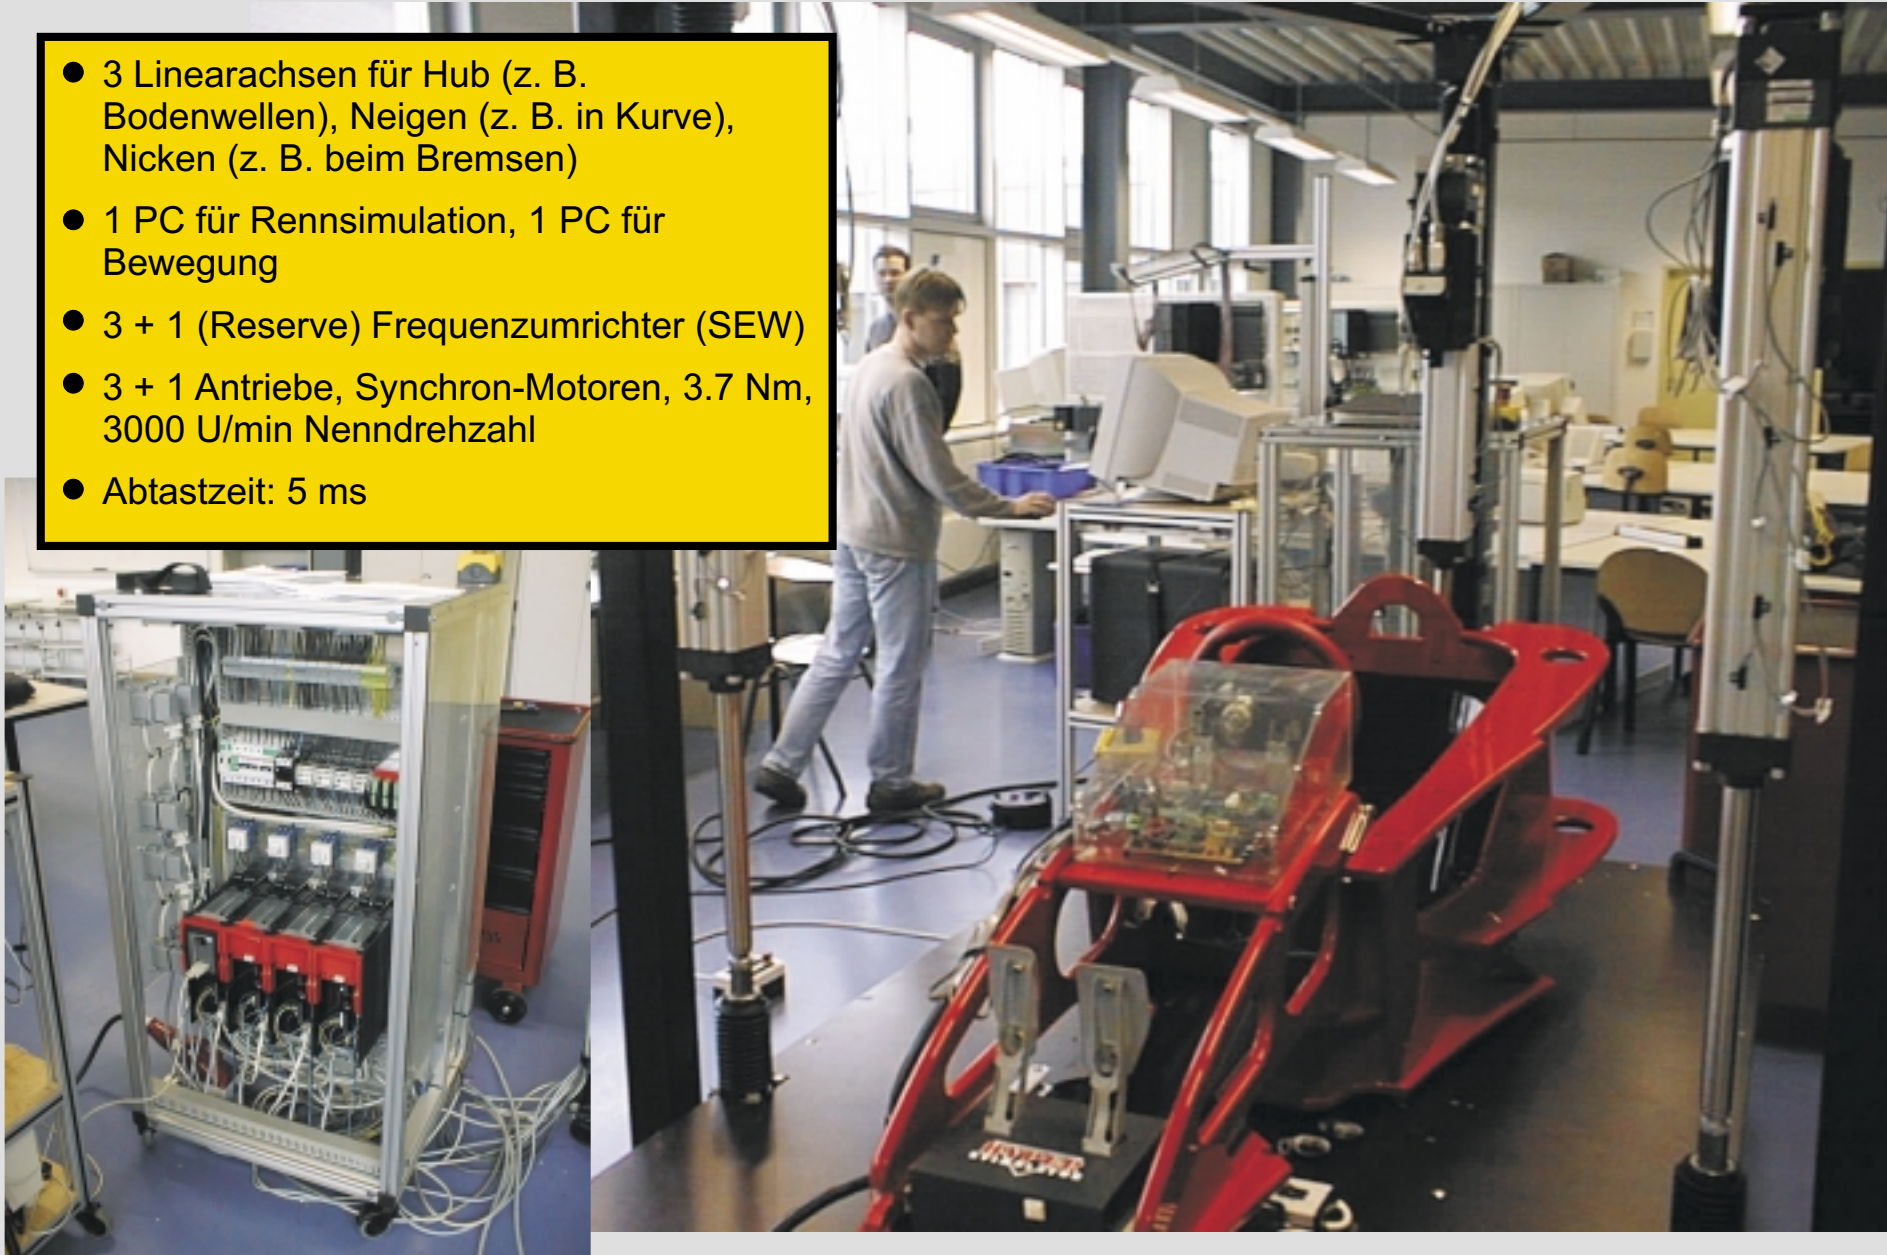 ● 3 Linearachsen für Hub (z. B.
Bodenwellen), Neigen (z. B. in Kurve),
Nicken (z. B. beim Bremsen)
● 1 PC für Rennsimulation, 1 PC für
Bewegung
● 3 + 1 (Reserve) Frequenzumrichter (SEW)
● 3 + 1 Antriebe, Synchron-Motoren, 3.7 Nm,
3000 U/min Nenndrehzahl
● Abtastzeit: 5 ms